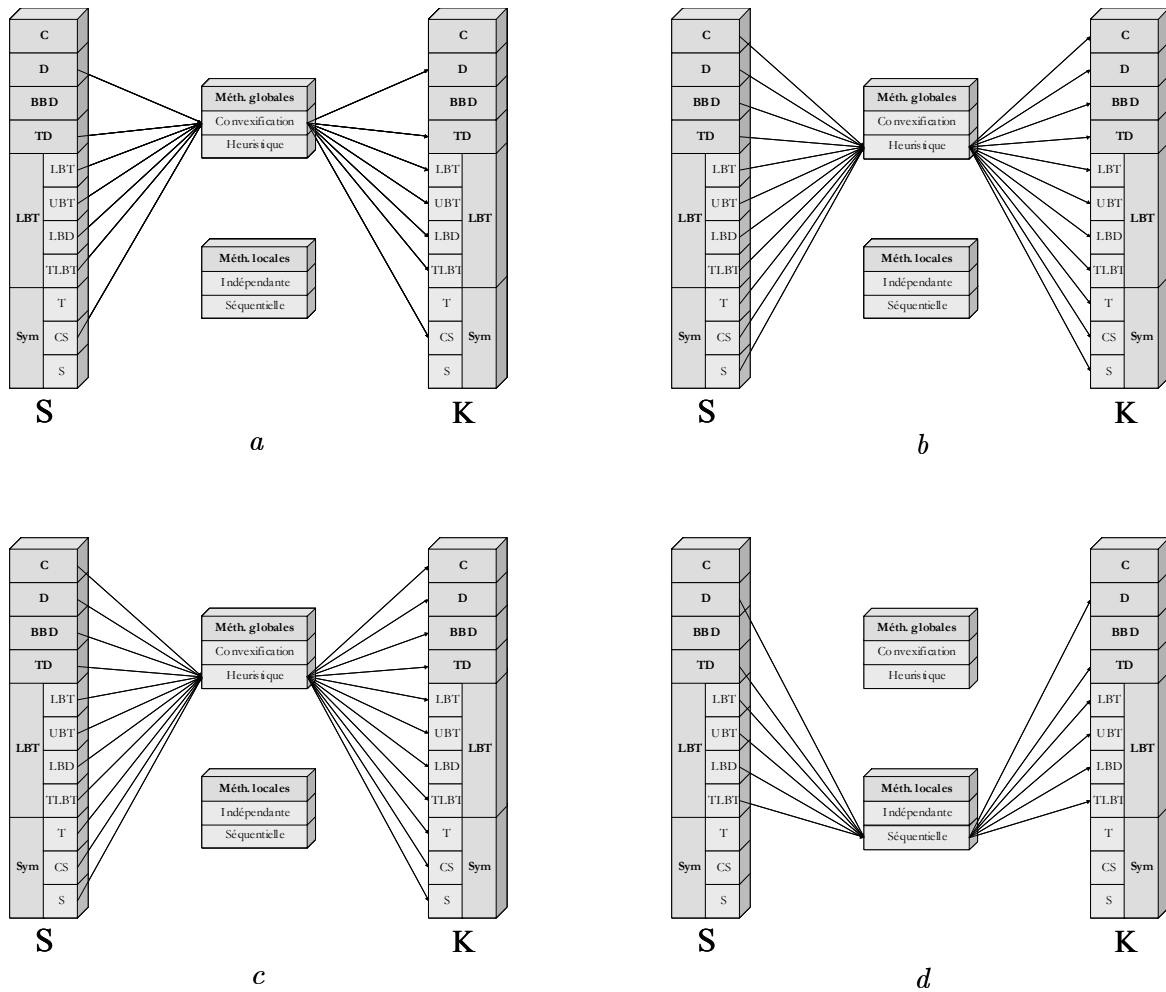 C
D
BBD
TD
LBT
LBT
UBT
LBD
TLBT
Sym
T
CS
S
S
Méth. globales
Convexification
Heuristique
Méth. locales
Indépendante
Séquentielle
C
D
BBD
TD
LBT
UBT
LBD
TLBT
LBT
T
CS
S
Sym
K
a
C
D
BBD
TD
LBT
LBT
UBT
LBD
TLBT
Sym
T
CS
S
S
Méth. globales
Convexification
Heuristique
Méth. locales
Indépendante
Séquentielle
C
D
BBD
TD
LBT
UBT
LBD
TLBT
LBT
T
CS
S
Sym
K
b
C
D
BBD
TD
LBT
LBT
UBT
LBD
TLBT
Sym
T
CS
S
S
Méth. globales
Convexification
Heuristique
Méth. locales
Indépendante
Séquentielle
C
D
BBD
TD
LBT
UBT
LBD
TLBT
LBT
T
CS
S
Sym
K
c
C
D
BBD
TD
LBT
LBT
UBT
LBD
TLBT
Sym
T
CS
S
S
Méth. globales
Convexification
Heuristique
Méth. locales
Indépendante
Séquentielle
C
D
BBD
TD
LBT
UBT
LBD
TLBT
LBT
T
CS
S
Sym
K
d